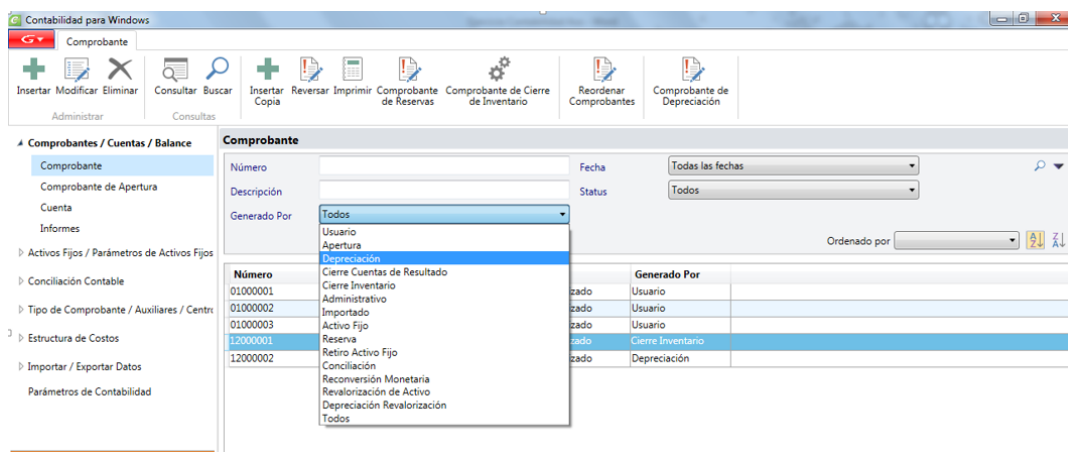 Contabilidad para Windows
Comprobante
Insertar Modificar Eliminar Consultar Buscar Insertar Copia Reversar Imprimir Comprobante de Reservas Comprobante de Cierre de Inventario Reordenar Comprobantes Comprobante de Depreciación
Administrar Consultas
Comprobantes / Cuentas / Balance
Comprobante
Comprobante de Apertura
Cuenta
Informes
Activos Fijos / Parámetros de Activos Fijos
Conciliación Contable
Tipo de Comprobante / Auxiliares / Centro
Estructura de Costos
Importar / Exportar Datos
Parámetros de Contabilidad
Comprobante
Número Fecha Todas las fechas
Descripción Status Todos
Generado Por Todos
Ordenado por
Usuario
Apertura
Depreciación
Cierre Cuentas de Resultado
Cierre Inventario
Administrativo
Importado
Activo Fijo
Reserva
Retiro Activo Fijo
Conciliación
Reconversión Monetaria
Revalorización de Activo
Depreciación Revalorización
Todos
Número Generado Por
01000001 zado Usuario
01000002 zado Usuario
01000003 zado Usuario
12000001 zado Cierre Inventario
12000002 zado Depreciación